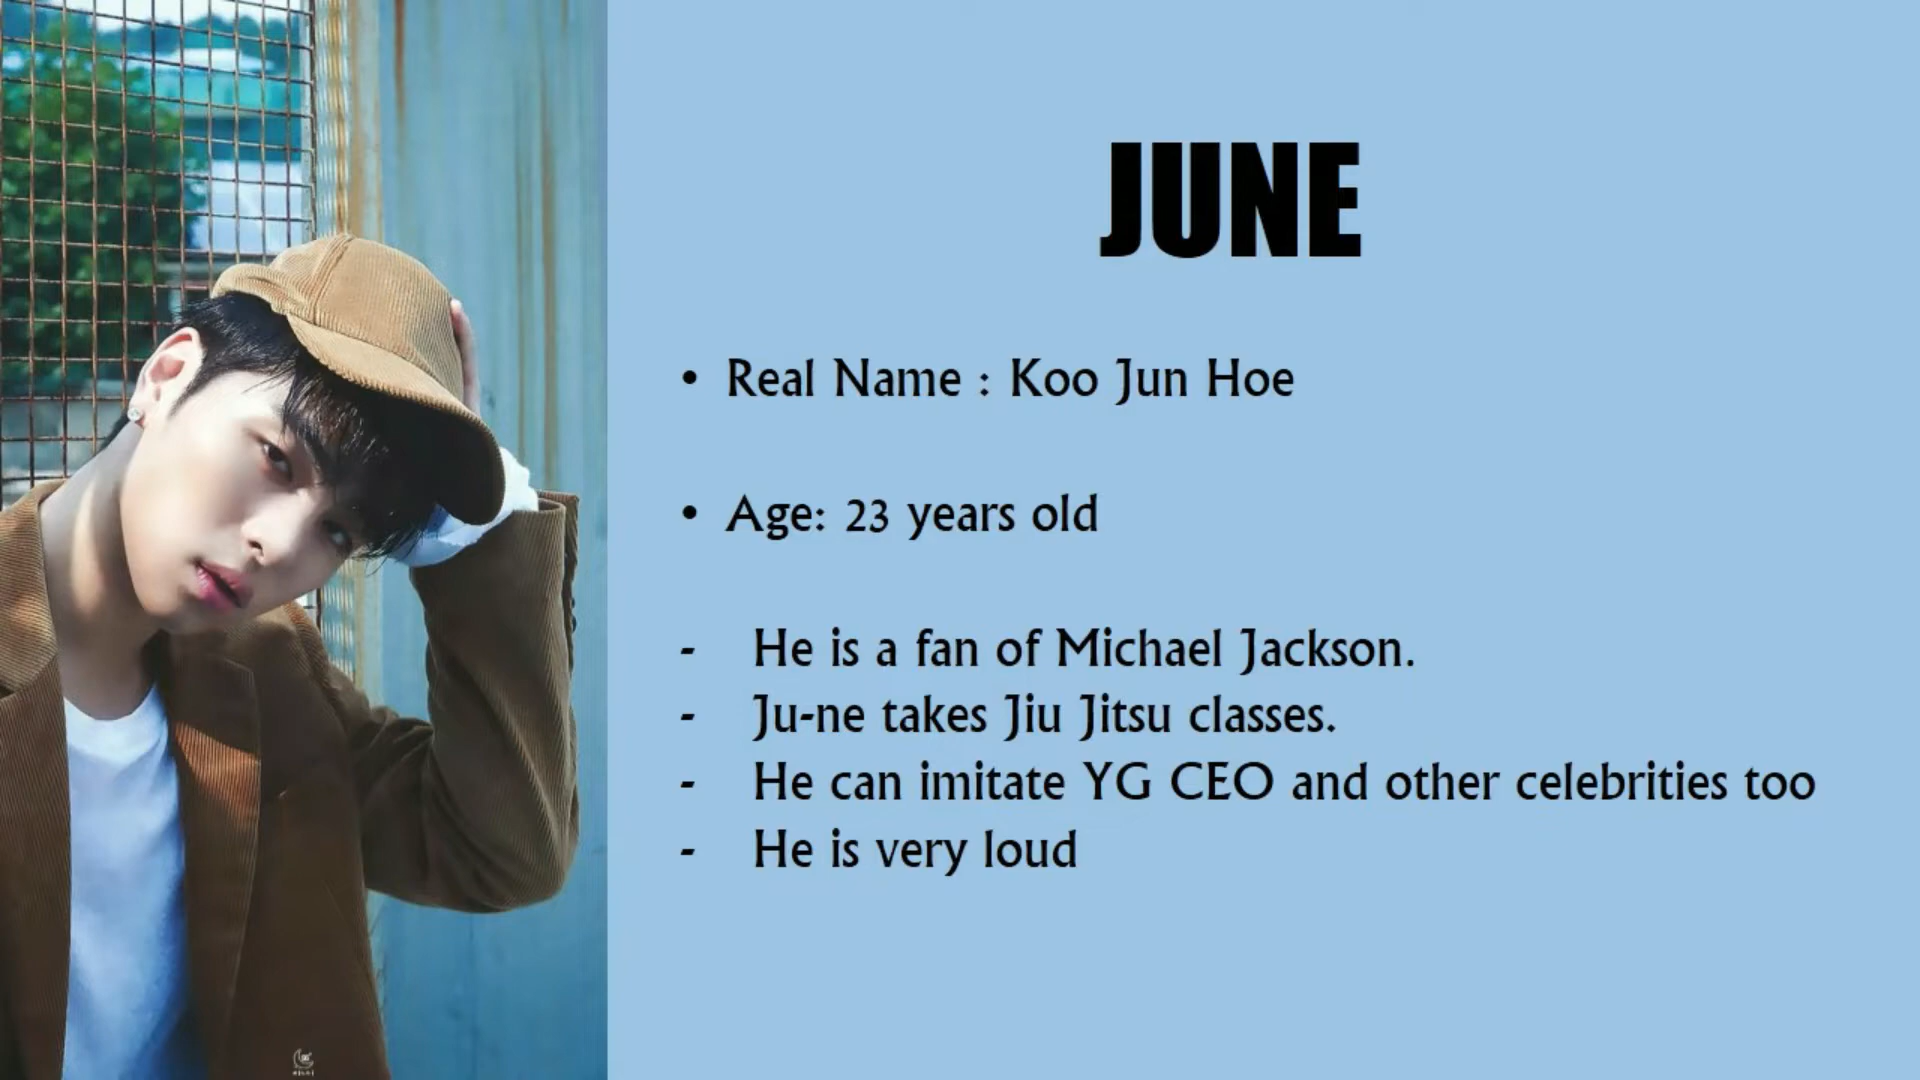 JUNE
• Real Name : Koo Jun Hoe
• Age: 23 years old
- He is a fan of Michael Jackson.
- Ju-ne takes Jiu Jitsu classes.
- He can imitate YG CEO and other celebrities too
- He is very loud